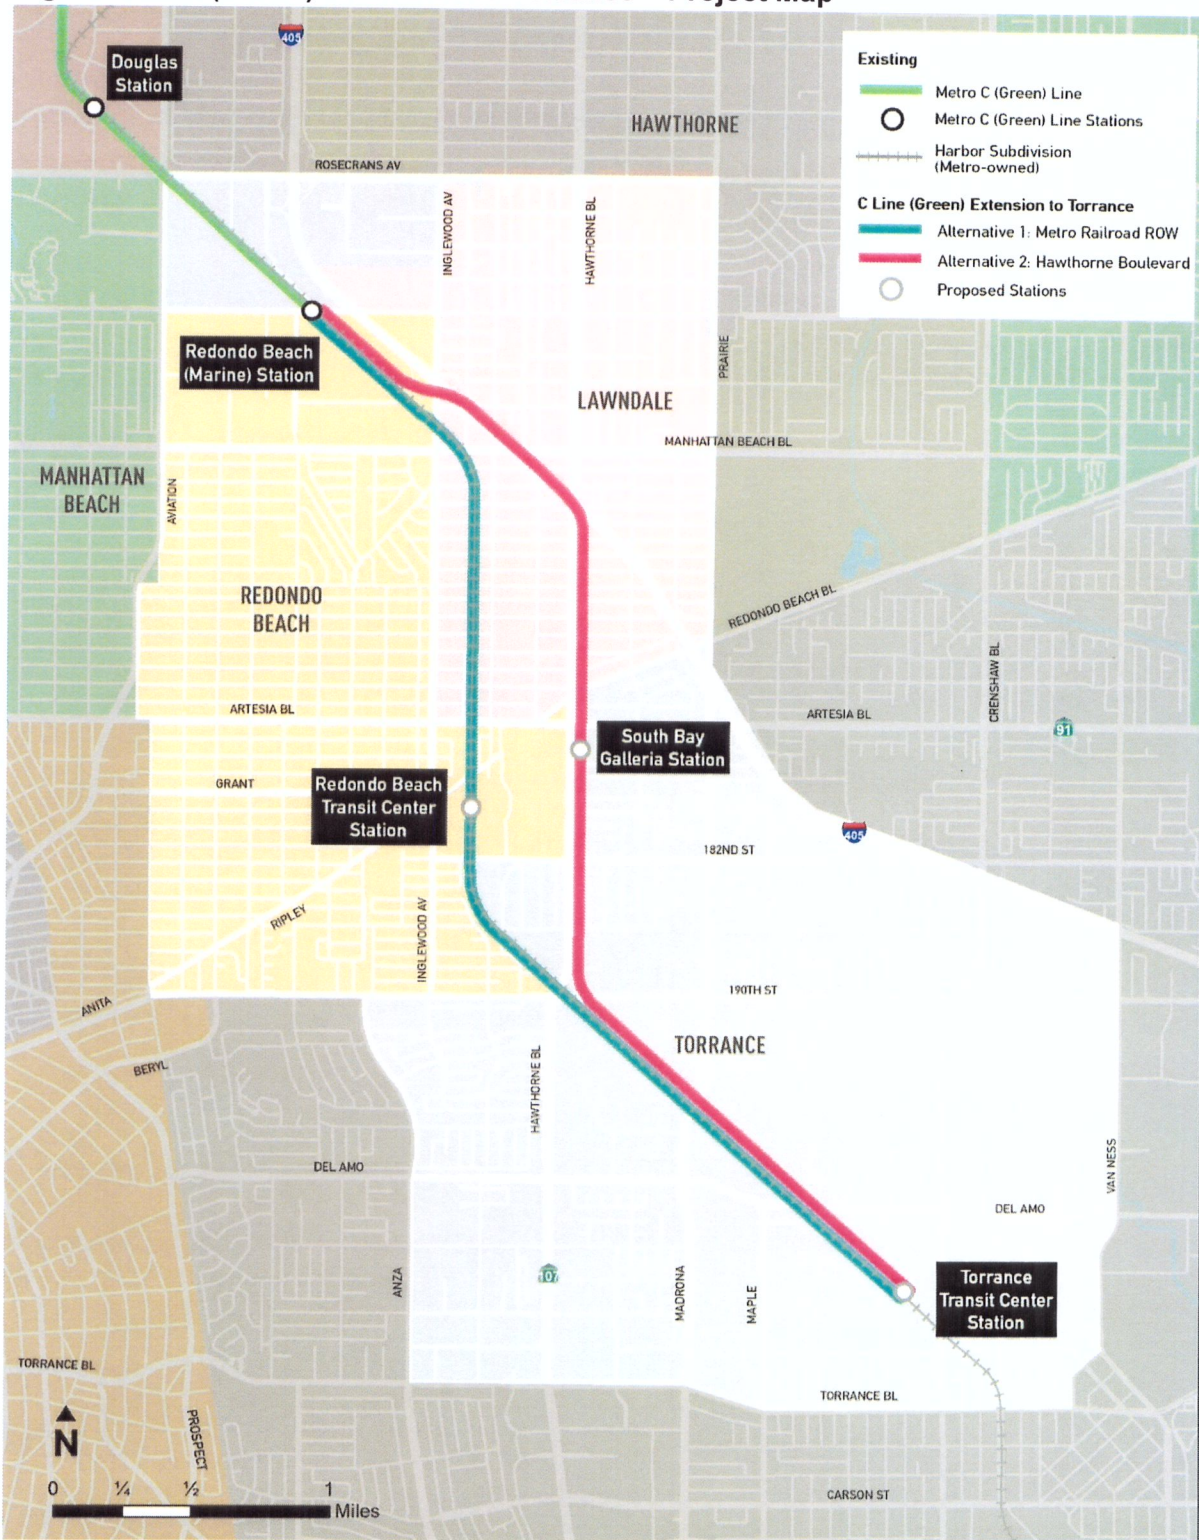 Project Map
Douglas
Station
405
HAWTHORNE
ROSECRANS AV
Existing
Metro C (Green) Line
Metro C (Green) Line Stations
Harbor Subdivision
(Metro-owned)
C Line (Green) Extension to Torrance
Alternative 1: Metro Railroad ROW
Alternative 2: Hawthorne Boulevard
Proposed Stations
INGLEWOOD AV
HAWTHORNE BL
PRAIRIE
Redondo Beach
(Marine) Station
LAWNDALE
MANHATTAN BEACH BL
MANHATTAN
BEACH
AVIATION
REDONDO
BEACH
REDONDO BEACH BL
CRENSHAW BL
ARTESIA BL
ARTESIA BL
91
South Bay
Galleria Station
GRANT
Redondo Beach
Transit Center
Station
405
182ND ST
RIPLEY
INGLEWOOD AV
190TH ST
ANITA
TORRANCE
BERYL
HAWTHORNE BL
DEL AMO
VAN NESS
DEL AMO
ANZA
107
MADRONA
MAPLE
Torrance
Transit Center
Station
TORRANCE BL
TORRANCE BL
PROSPECT
N
0 ¼ ½ 1
Miles
CARSON ST